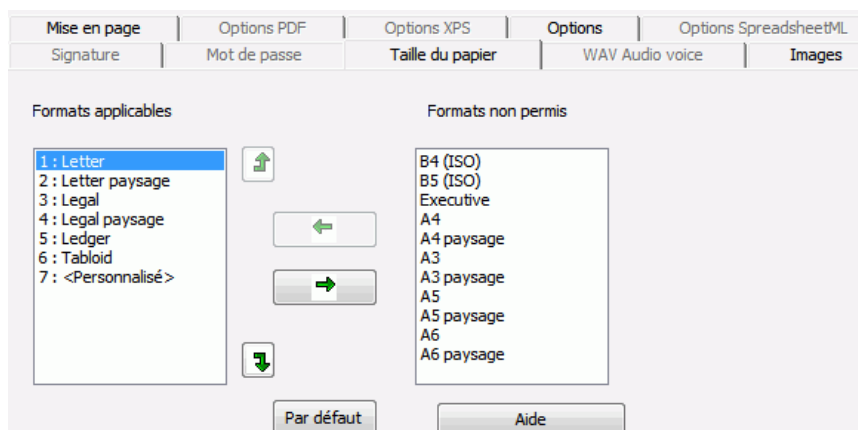 Mise en page
Options PDF
Options XPS
Options
Options SpreadsheetML
Signature
Mot de passe
Taille du papier
WAV Audio voice
Images
Formats applicables
Formats non permis
1 : Letter
2 : Letter paysage
3 : Legal
4 : Legal paysage
5 : Ledger
6 : Tabloid
7 : <Personnalisé>
B4 (ISO)
B5 (ISO)
Executive
A4
A4 paysage
A3
A3 paysage
A5
A5 paysage
A6
A6 paysage
Par défaut
Aide